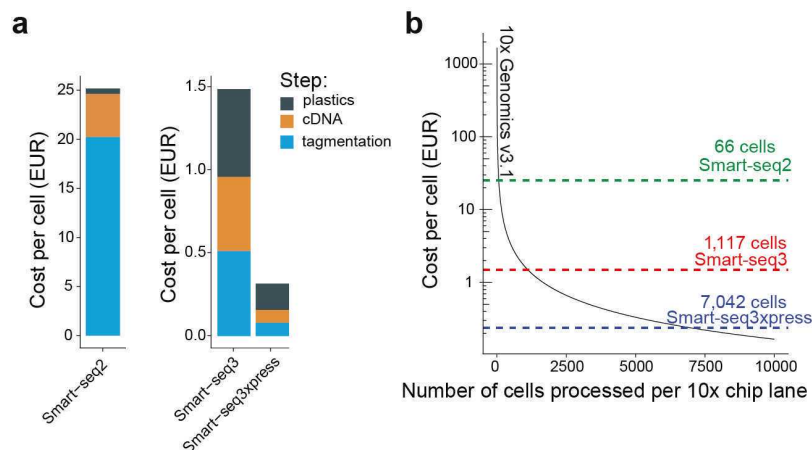 a
Cost per cell (EUR)
25
20
15
10
5
0
Smart-seq2
Cost per cell (EUR)
1.5
1.0
0.5
0.0
Smart-seq3
Smart-seq3xpress
Step:
plastics
cDNA
tagmentation
b
Cost per cell (EUR)
1000
100
10
1
10x Genomics v3.1
66 cells
Smart-seq2
1,117 cells
Smart-seq3
7,042 cells
Smart-seq3xpress
0
2500
5000
7500
10000
Number of cells processed per 10x chip lane